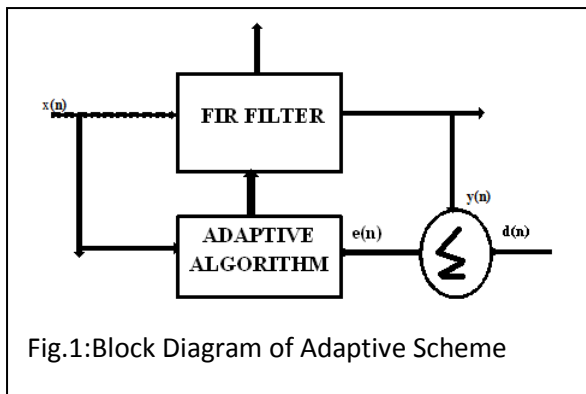 x(n)
FIR FILTER
y(n)
ADAPTIVE
ALGORITHM
e(n)
d(n)
Σ
Fig.1:Block Diagram of Adaptive Scheme